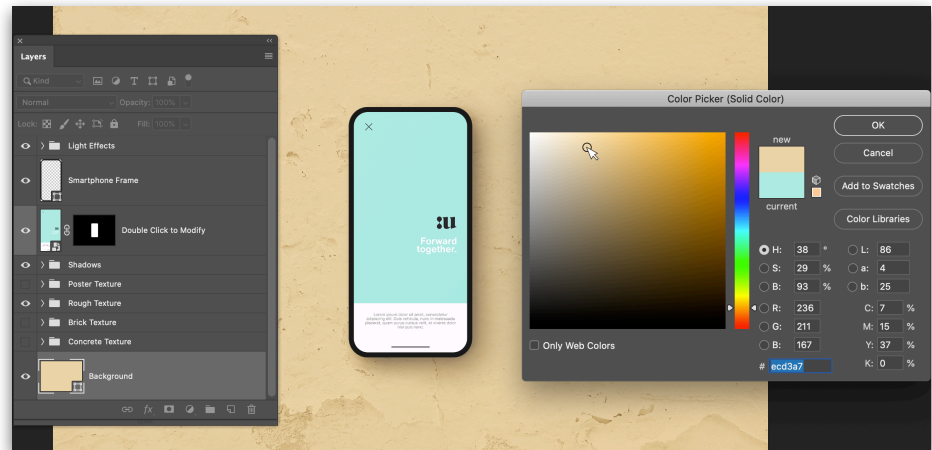 Layers
Kind
Normal
Opacity: 100%
Lock:
Fill: 100%
Light Effects
Smartphone Frame
Double Click to Modify
Shadows
Poster Texture
Rough Texture
Brick Texture
Concrete Texture
Background
fx
:u
Forward
together.
Color Picker (Solid Color)
new
current
OK
Cancel
Add to Swatches
Color Libraries
H: 38 °
S: 29 %
B: 93 %
R: 236
G: 211
B: 167
# ecd3a7
L: 86
a: 4
b: 25
C: 7 %
M: 15 %
Y: 37 %
K: 0 %
Only Web Colors